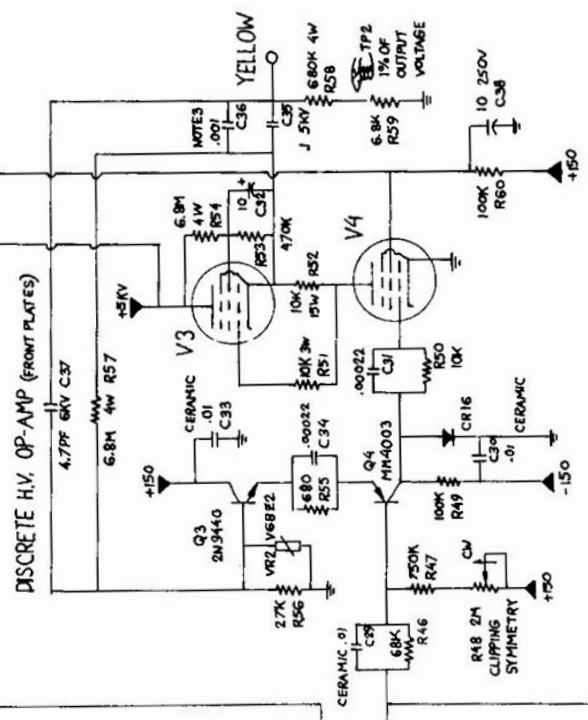 DISCRETE H.V. OP-AMP (FRONT PLATES)
4.7PF 6KV C37
6.8M 4W R57
YELLOW
NOTE 3
.001
C36
C35
J 5KV
680K 4W
R58
TP2
1% OF
OUTPUT
VOLTAGE
6.8K
R59
10 250V
C38
100K
R60
+150
+5KV
6.8M
4W
R54
10
+
C32
R53
470K
V3
V4
10K
15W
R52
10K 3W
R51
.00022
C31
R50
10K
CERAMIC
.01
C33
+150
.00022
C34
680
R55
Q3
2N9440
VR2
V68Z2
27K
R56
Q4
MM4003
CR16
CERAMIC
C30
.01
100K
R49
-150
750K
R47
CW
R48 2M
CLIPPING
SYMMETRY
+150
CERAMIC .01
C29
68K
R46